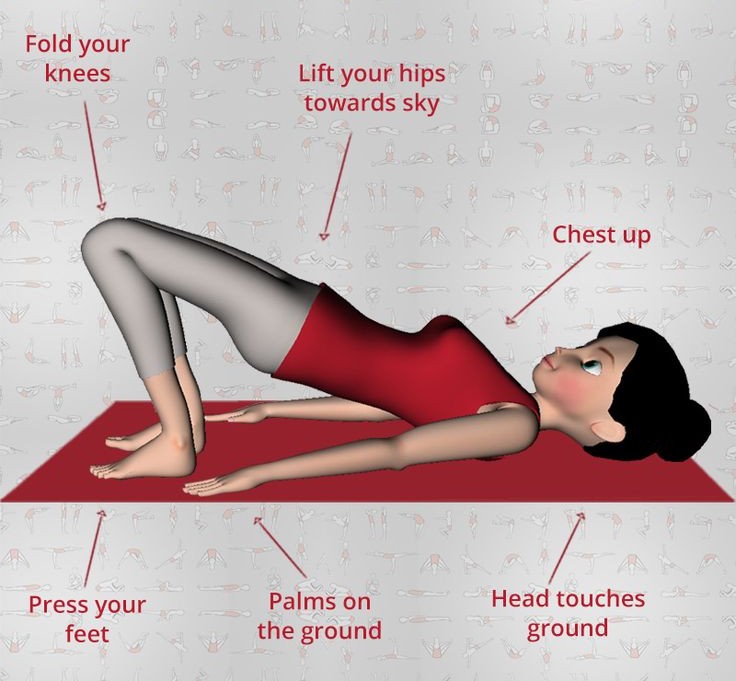 Fold your
knees
Lift your hips
towards sky
Chest up
Press your
feet
Palms on
the ground
Head touches
ground